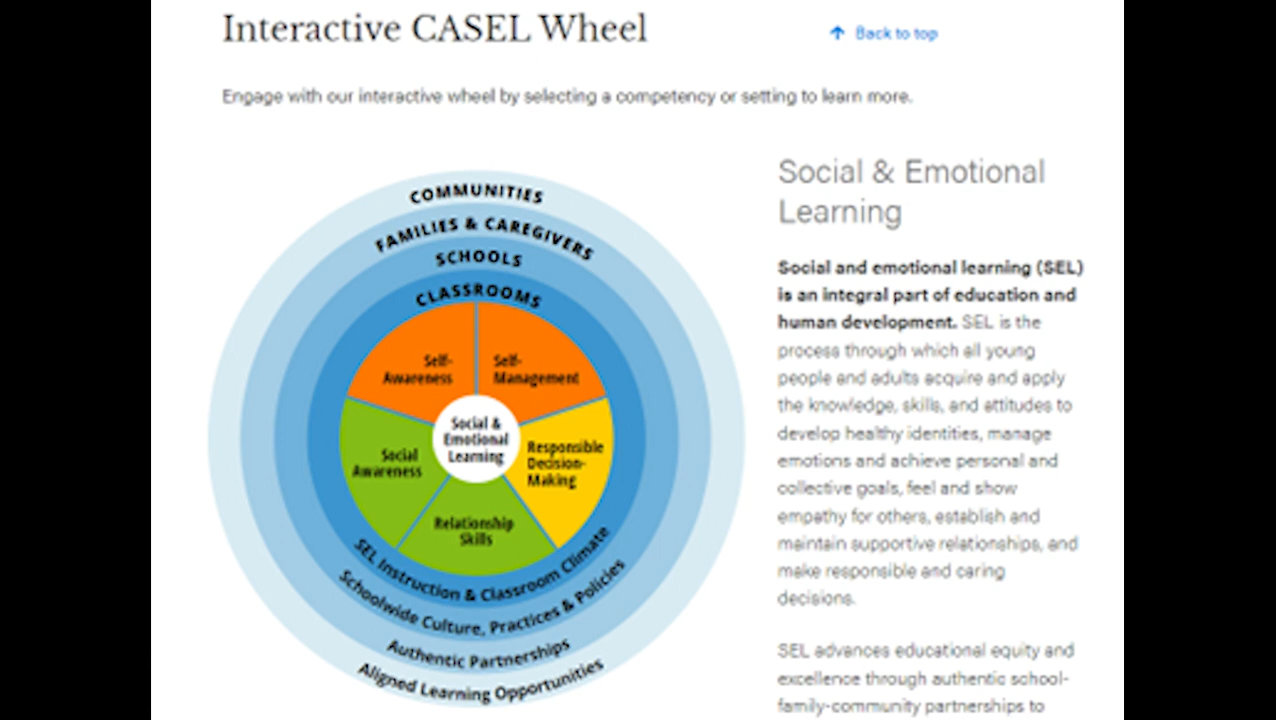 Interactive CASEL Wheel
Back to top
Engage with our interactive wheel by selecting a competency or setting to learn more.
COMMUNITIES
FAMILIES & CAREGIVERS
SCHOOLS
CLASSROOMS
Self-
Awareness
Self-
Management
Social &
Emotional
Learning
Social
Awareness
Responsible
Decision-
Making
Relationship
Skills
SEL Instruction & Classroom Climate
Schoolwide Culture, Practices & Policies
Authentic Partnerships
Aligned Learning Opportunities
Social & Emotional
Learning
Social and emotional learning (SEL)
is an integral part of education and
human development. SEL is the
process through which all young
people and adults acquire and apply
the knowledge, skills, and attitudes to
develop healthy identities, manage
emotions and achieve personal and
collective goals, feel and show
empathy for others, establish and
maintain supportive relationships, and
make responsible and caring
decisions.
SEL advances educational equity and
excellence through authentic school-
family-community partnerships to